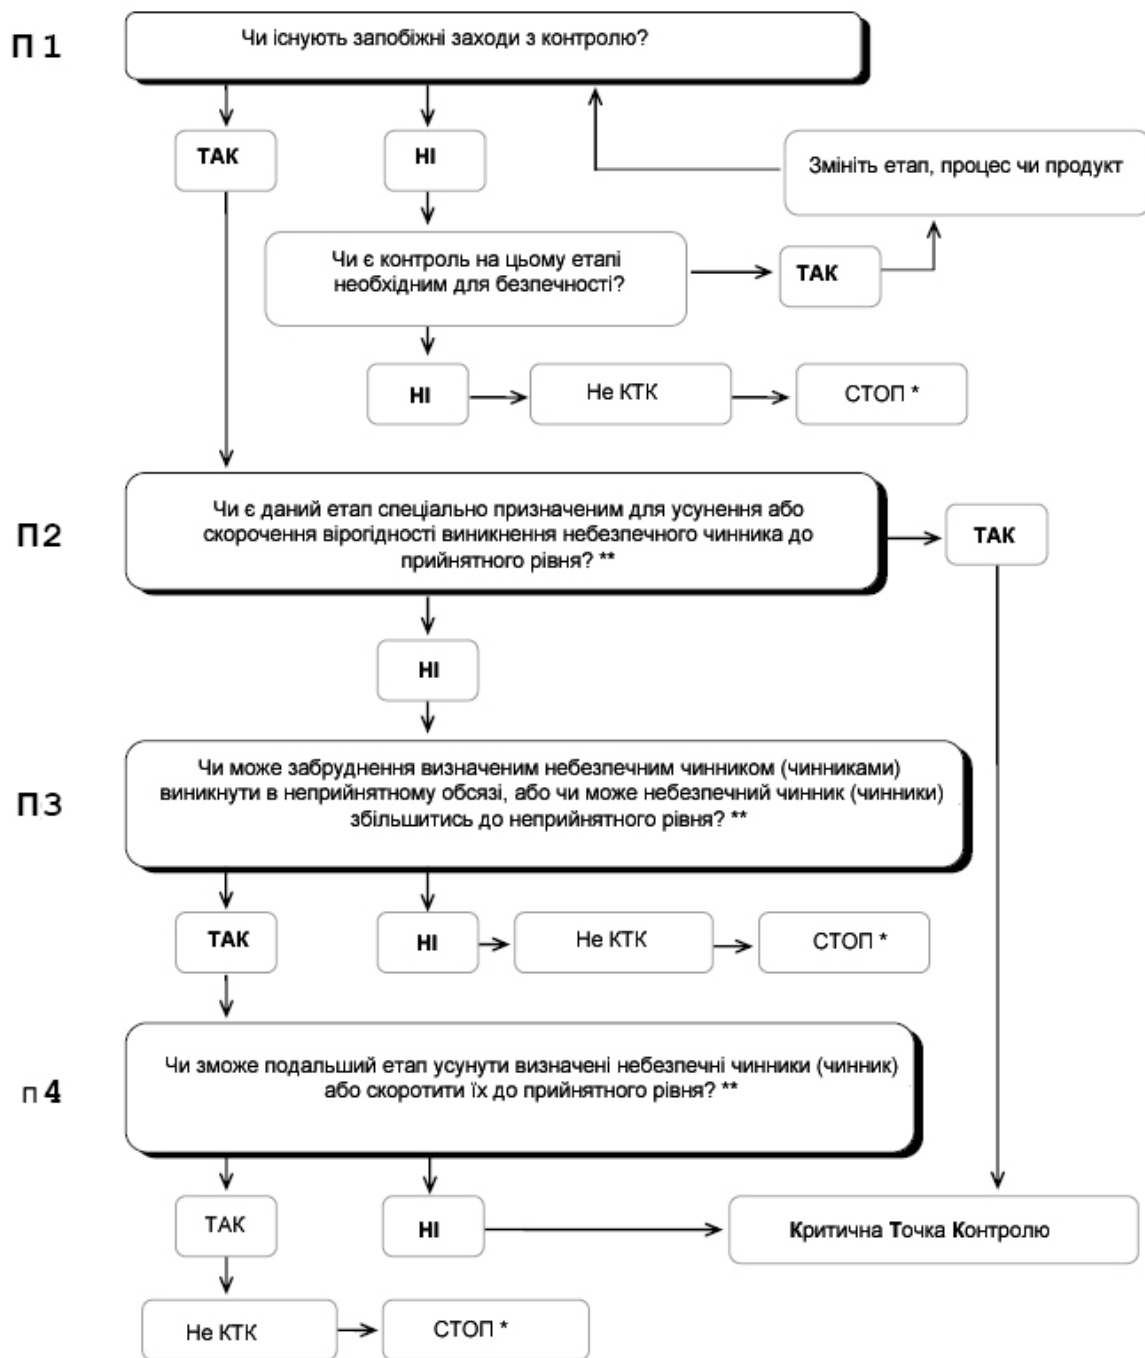 П 1
Чи існують запобіжні заходи з контролю?
ТАК
НІ
Змініть етап, процес чи продукт
Чи є контроль на цьому етапі
необхідним для безпечності?
ТАК
НІ
Не КТК
СТОП *
П2
Чи є даний етап спеціально призначеним для усунення або
скорочення вірогідності виникнення небезпечного чинника до
прийнятного рівня? **
ТАК
НІ
П3
Чи може забруднення визначеним небезпечним чинником (чинниками)
виникнути в неприйнятному обсязі, або чи може небезпечний чинник (чинники)
збільшитись до неприйнятного рівня? **
ТАК
НІ
Не КТК
СТОП *
п 4
Чи зможе подальший етап усунути визначені небезпечі чинники (чинник)
або скоротити їх до прийнятного рівня? **
ТАК
НІ
Критична Точка Контролю
Не КТК
СТОП *